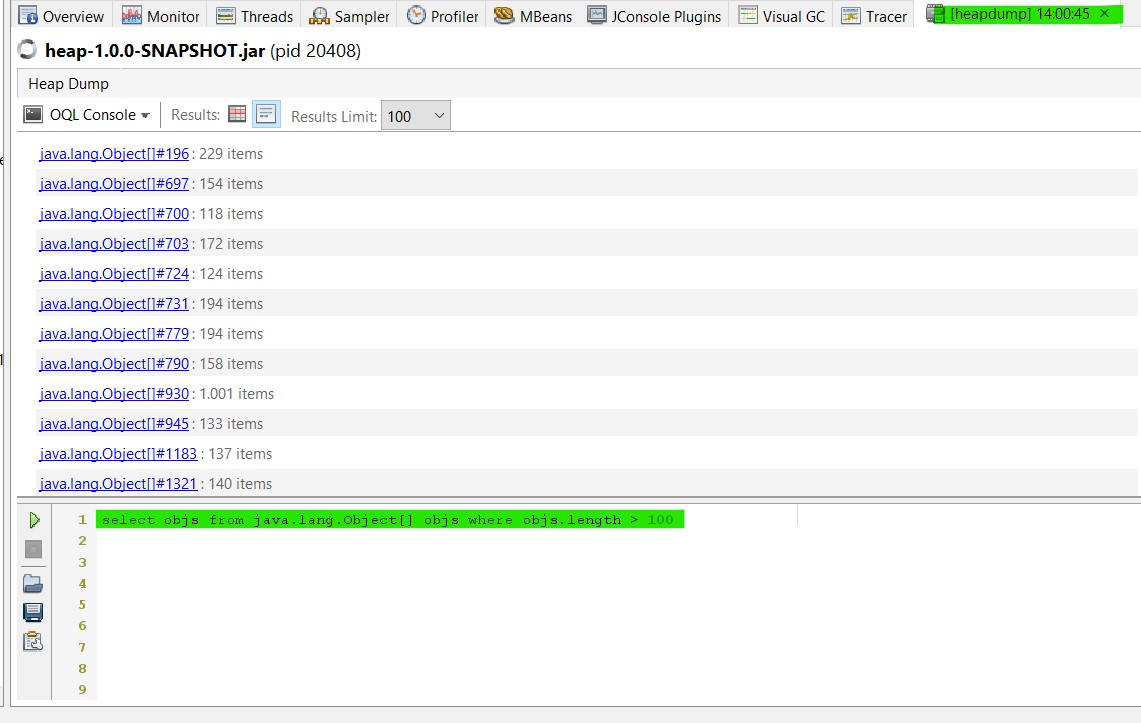 Overview Monitor Threads Sampler Profiler MBeans JConsole Plugins Visual GC Tracer [heapdump] 14:00:45
heap-1.0.0-SNAPSHOT.jar (pid 20408)
Heap Dump
OQL Console Results: Results Limit: 100
java.lang.Object[]#196 : 229 items
java.lang.Object[]#697 : 154 items
java.lang.Object[]#700 : 118 items
java.lang.Object[]#703 : 172 items
java.lang.Object[]#724 : 124 items
java.lang.Object[]#731 : 194 items
java.lang.Object[]#779 : 194 items
java.lang.Object[]#790 : 158 items
java.lang.Object[]#930 : 1.001 items
java.lang.Object[]#945 : 133 items
java.lang.Object[]#1183 : 137 items
java.lang.Object[]#1321 : 140 items
1 select objs from java.lang.Object[] objs where objs.length > 100
2
3
4
5
6
7
8
9